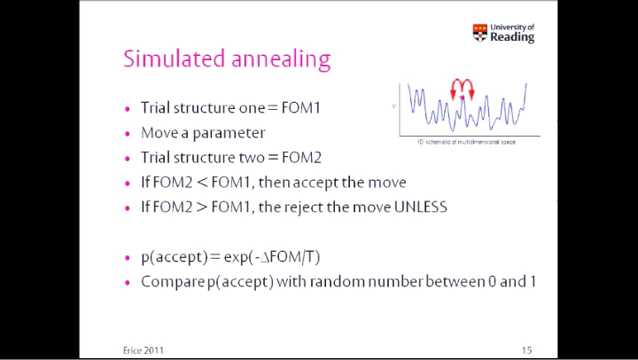 University of
Reading
Simulated annealing
• Trial structure one = FOM1
• Move a parameter
• Trial structure two = FOM2
• If FOM2 < FOM1, then accept the move
• If FOM2 > FOM1, the reject the move UNLESS
1D schematic of multidimensional space
• p(accept) = exp(-ΔFOM/T)
• Compare p(accept) with random number between 0 and 1
Erice 2011
15